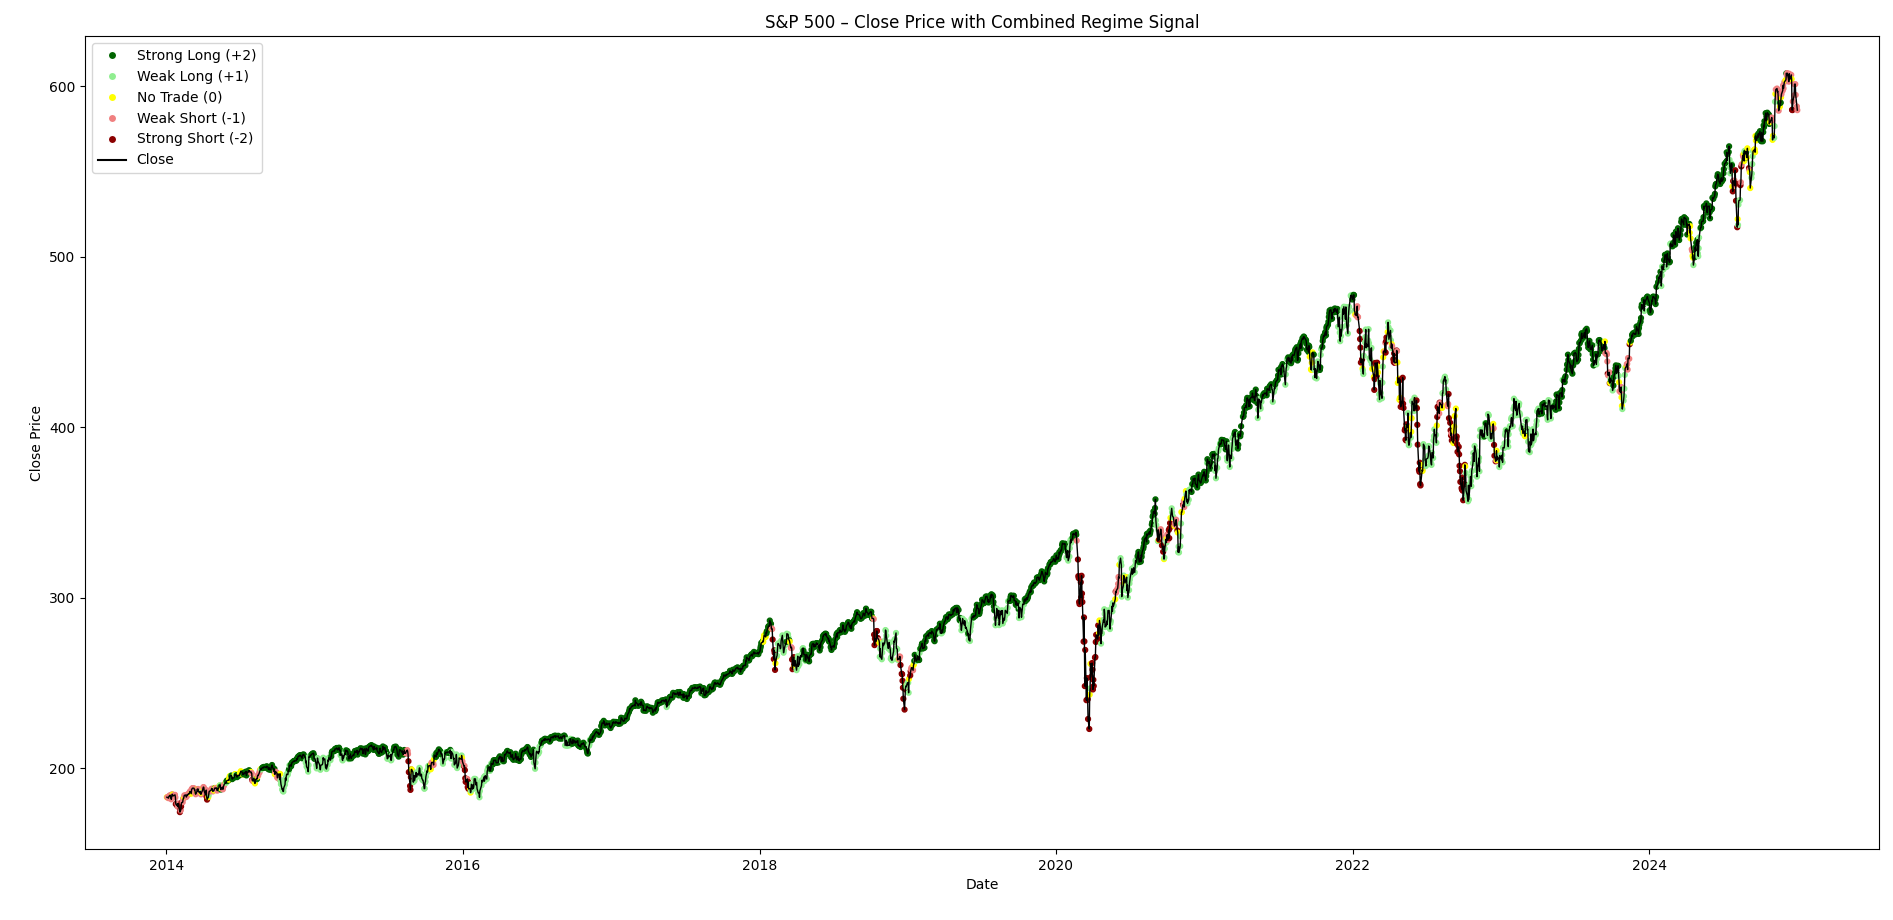 S&P 500 – Close Price with Combined Regime Signal
Strong Long (+2)
Weak Long (+1)
No Trade (0)
Weak Short (-1)
Strong Short (-2)
Close
Close Price
600
500
400
300
200
2014 2016 2018 2020 2022 2024
Date